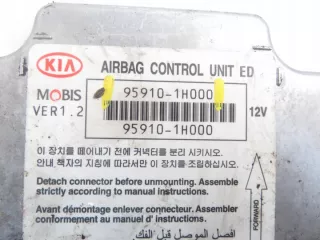 KIA AIRBAG CONTROL UNIT ED
MOBIS 95910-1H000
VER1.2 12V
95910-1H000
이 장치를 떼어내기 전에 커넥터를 분리 시키시오.
안내 책자의 지침에 따라서만 이 장치를 조립하십시오.
Detach connector before unmounting. Assemble
strictly according to manual instructions.
Avant démontage enlever connecteur. Assembler
conformement au manuel d' instructions.
افصل الموصل قبل الفك
FORWARD